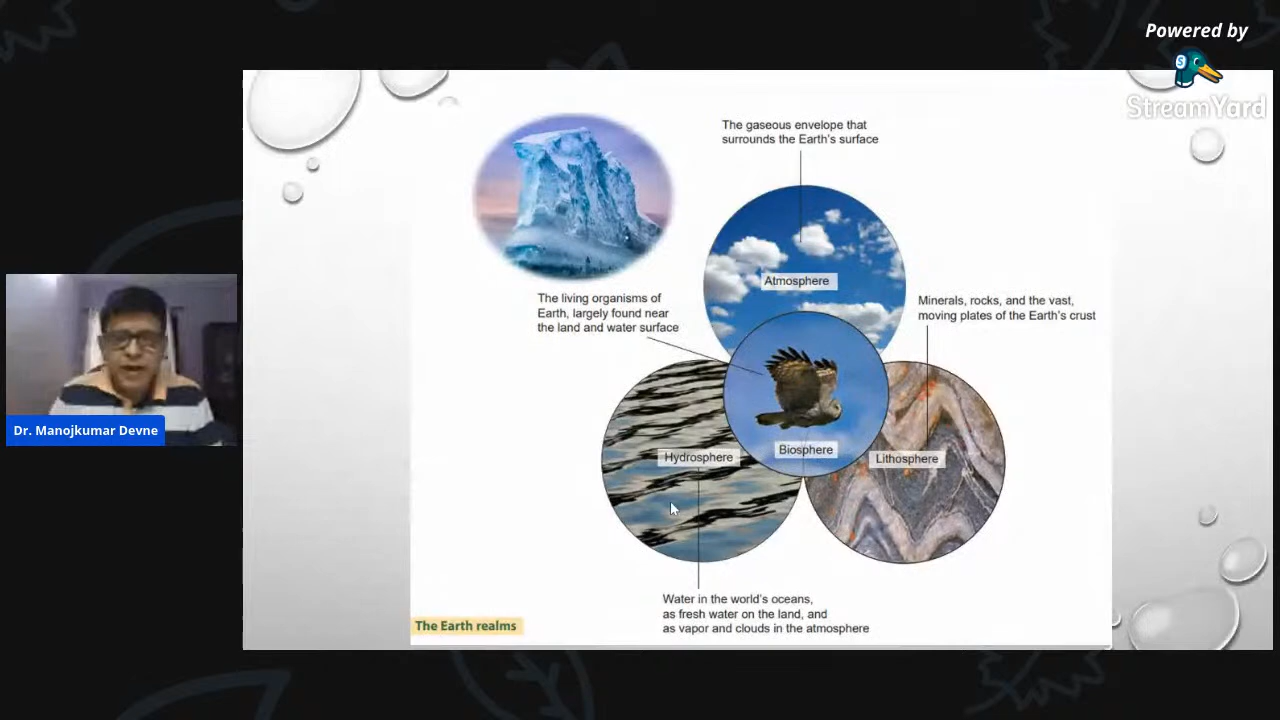 Powered by
S
StreamYard
The gaseous envelope that
surrounds the Earth's surface
Atmosphere
The living organisms of
Earth, largely found near
the land and water surface
Minerals, rocks, and the vast,
moving plates of the Earth's crust
Biosphere
Hydrosphere
Lithosphere
Dr. Manojkumar Devne
Water in the world's oceans,
as fresh water on the land, and
as vapor and clouds in the atmosphere
The Earth realms